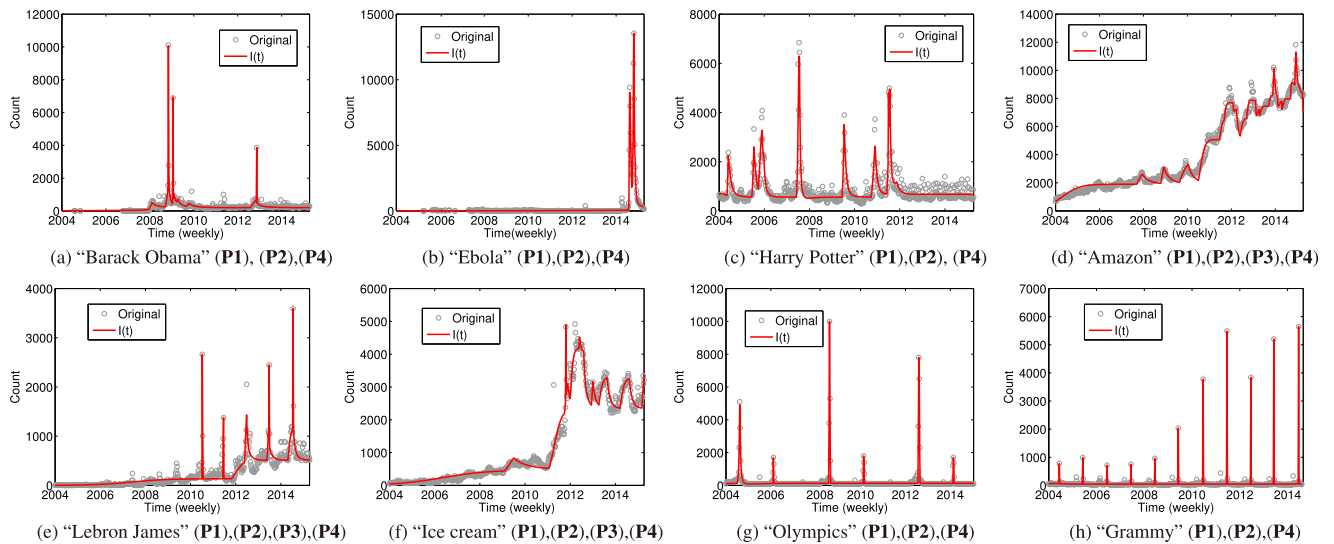 12000
10000
8000
6000
4000
2000
0
Count
2004 2006 2008 2010 2012 2014
Time (weekly)
Original
I(t)
(a) “Barack Obama” (P1), (P2),(P4)
15000
10000
5000
0
Count
2004 2006 2008 2010 2012 2014
Time (weekly)
Original
I(t)
(b) “Ebola” (P1),(P2),(P4)
8000
6000
4000
2000
0
Count
2004 2006 2008 2010 2012 2014
Time (weekly)
Original
I(t)
(c) “Harry Potter” (P1),(P2), (P4)
14000
12000
10000
8000
6000
4000
2000
0
Count
2004 2006 2008 2010 2012 2014
Time (weekly)
Original
I(t)
(d) “Amazon” (P1),(P2),(P3),(P4)
4000
3000
2000
1000
0
Count
2004 2006 2008 2010 2012 2014
Time (weekly)
Original
I(t)
(e) “Lebron James” (P1),(P2),(P3),(P4)
6000
5000
4000
3000
2000
1000
0
Count
2004 2006 2008 2010 2012 2014
Time (weekly)
Original
I(t)
(f) “Ice cream” (P1),(P2),(P3),(P4)
12000
10000
8000
6000
4000
2000
0
Count
2004 2006 2008 2010 2012 2014
Time (weekly)
Original
I(t)
(g) “Olympics” (P1),(P2),(P4)
7000
6000
5000
4000
3000
2000
1000
0
Count
2004 2006 2008 2010 2012 2014
Time (weekly)
Original
I(t)
(h) “Grammy” (P1),(P2),(P4)